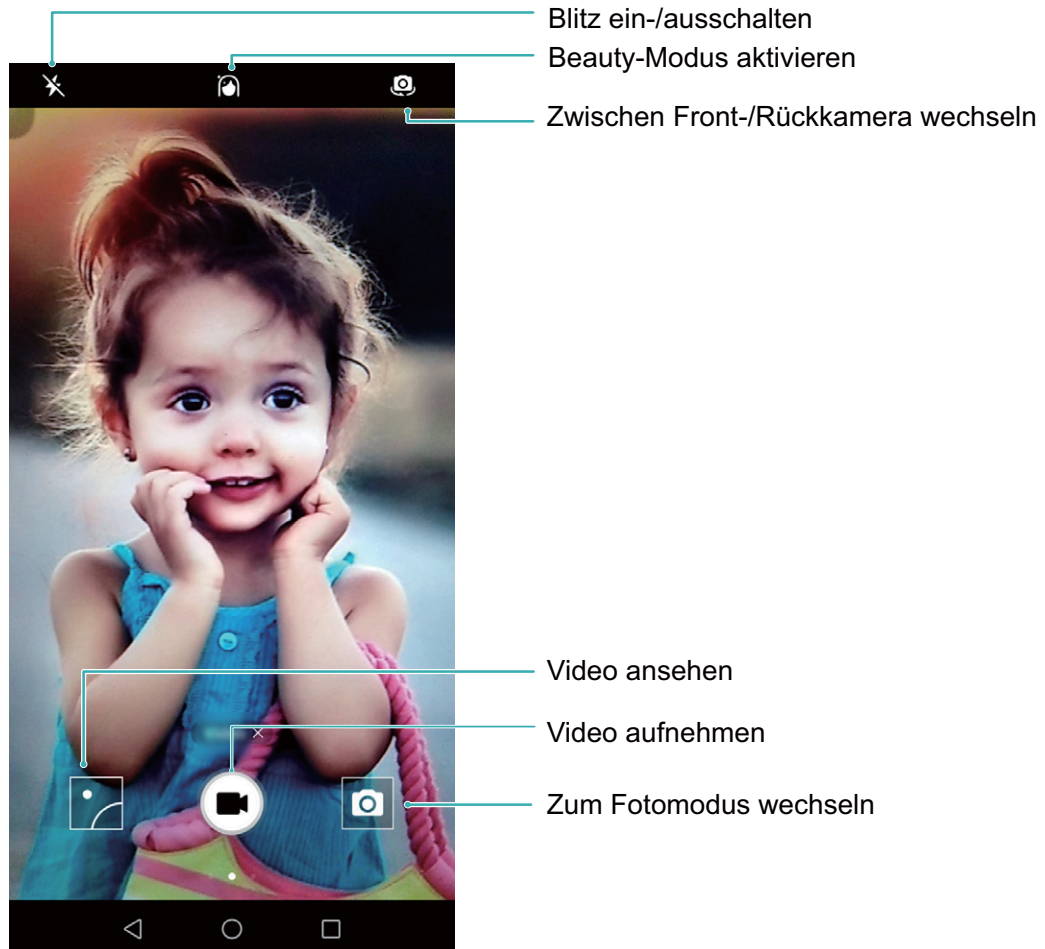 Blitz ein-/ausschalten
Beauty-Modus aktivieren
Zwischen Front-/Rückkamera wechseln
Video ansehen
Video aufnehmen
Zum Fotomodus wechseln